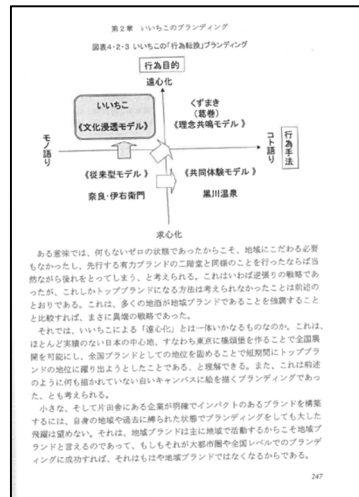 第2章 いいちこのブランディング
図表4-2-3 いいちこの「行為転換」ブランディング
行為目的
遠心化
いいちこ
《文化浸透モデル》
くずまき
(葛巻)
《理念共鳴モデル》
モノ語り
コト語り
行為手法
《従来型モデル》
奈良・伊右衛門
《共同体験モデル》
黒川温泉
求心化
ある意味では、何もないゼロの状態であったからこそ、地域にこだわる必要
もなかったし、先行する有力ブランドの二階堂と同様のことを行ったならば当
然ながら後れをとってしまう、と考えられる。これはいわば逆張りの戦略であ
ったが、これしかトップブランドになる方法は考えられなかったことは前述の
とおりである。これは、多くの地酒が地域ブランドであることを強調すること
と比較すれば、まさに異端の戦略であった。
それでは、いいちこによる「遠心化」とは一体いかなるものなのか。これは、
ほとんど実績のない日本の中心地、すなわち東京に橋頭堡を作ることで全国展
開を可能にし、全国ブランドとしての地位を固めることで短期間にトップブラ
ンドの地位に躍り出ようとしたことである、と理解できる。また、これは前述
のように何も描かれていない白いキャンバスに絵を描くブランディングであっ
た、とも考えられる。
小さな、そして片田舎にある企業が明確でインパクトのあるブランドを構築
するには、自身の地域や過去に縛られた状態でブランディングをしても大した
飛躍は望めない。それは、地域ブランドは主に地域で活動するからこそ地域ブ
ランドと言えるのであって、もしもそれが大都市圏や全国レベルでのブランデ
ィングに成功すれば、それはもはや地域ブランドではなくなるからである。
247